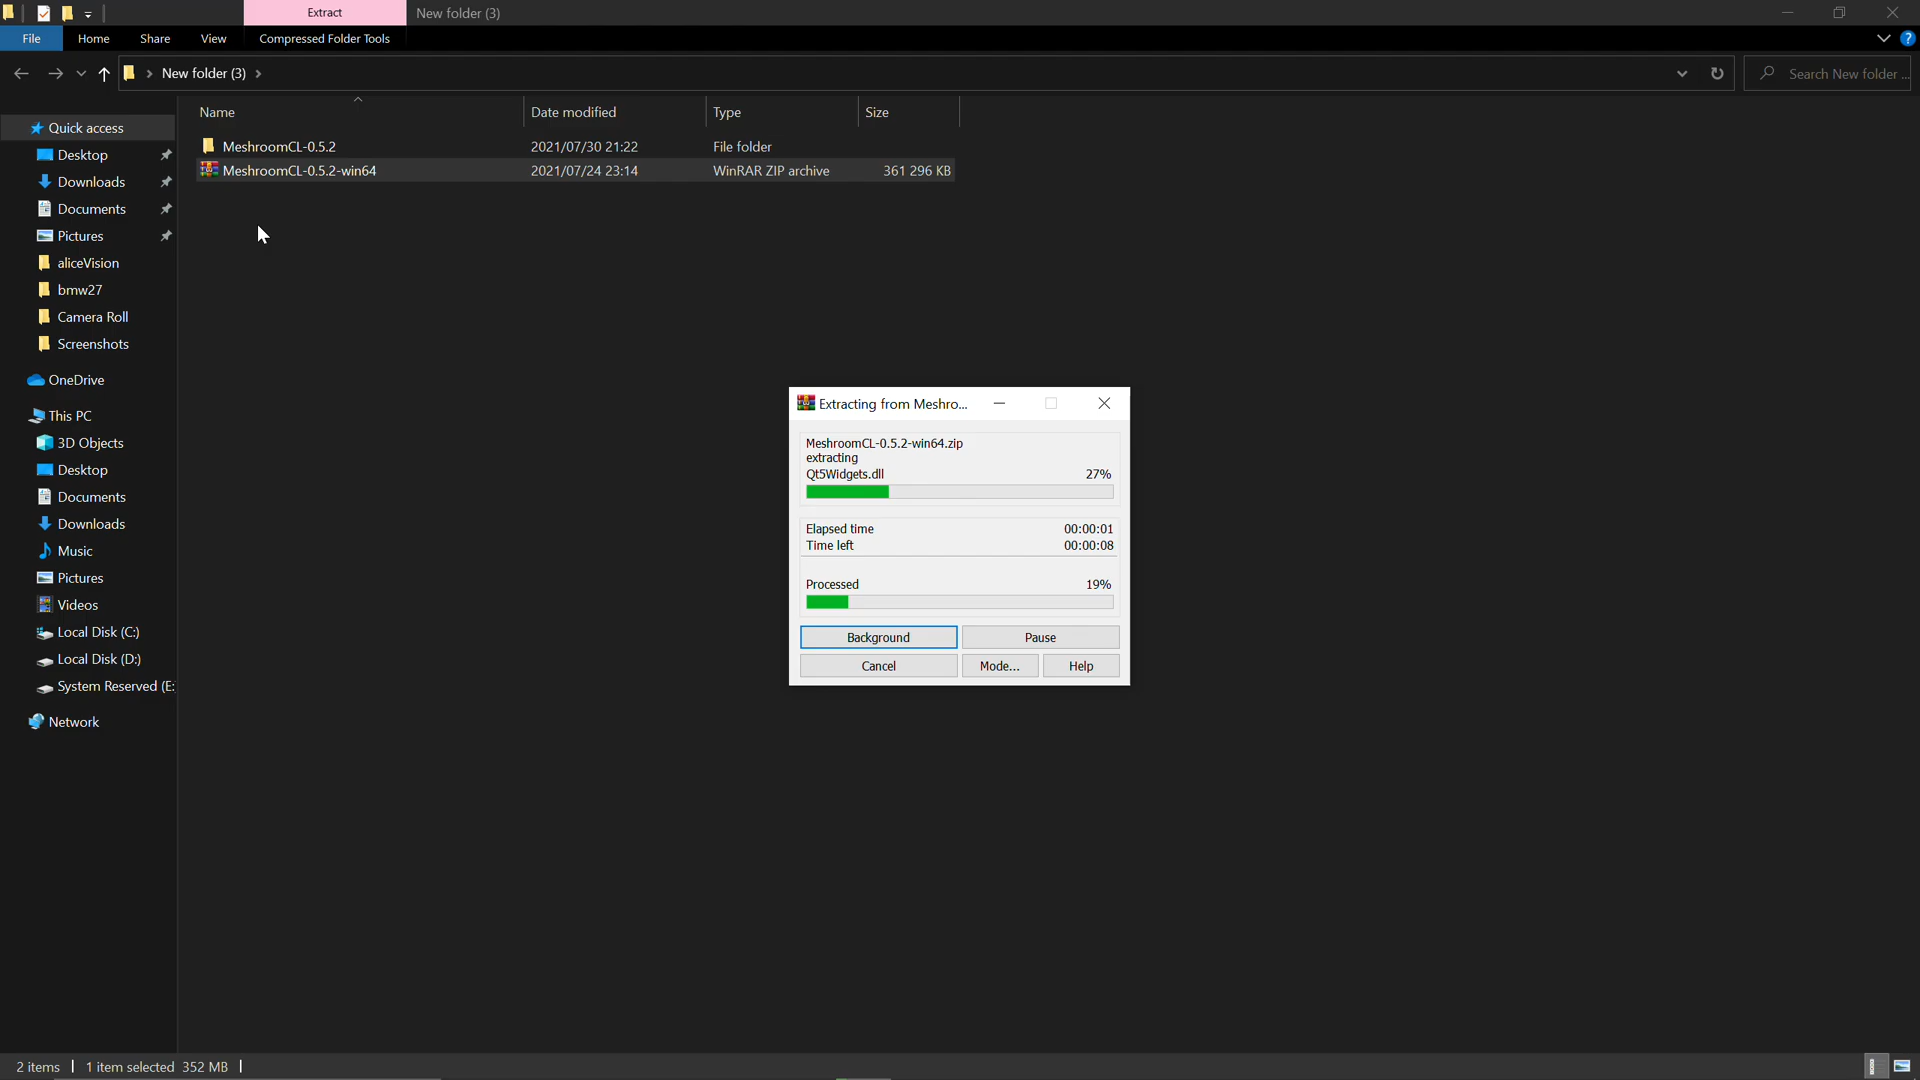 Extract
New folder (3)
File
Home
Share
View
Compressed Folder Tools
New folder (3)
Search New folder ...
Name
Date modified
Type
Size
MeshroomCL-0.5.2
2021/07/30 21:22
File folder
MeshroomCL-0.5.2-win64
2021/07/24 23:14
WinRAR ZIP archive
361 296 KB
Quick access
Desktop
Downloads
Documents
Pictures
aliceVision
bmw27
Camera Roll
Screenshots
OneDrive
This PC
3D Objects
Desktop
Documents
Downloads
Music
Pictures
Videos
Local Disk (C:)
Local Disk (D:)
System Reserved (E:
Network
Extracting from Meshro...
MeshroomCL-0.5.2-win64.zip
extracting
Qt5Widgets.dll 27%
Elapsed time 00:00:01
Time left 00:00:08
Processed 19%
Background
Pause
Cancel
Mode...
Help
2 items
1 item selected 352 MB